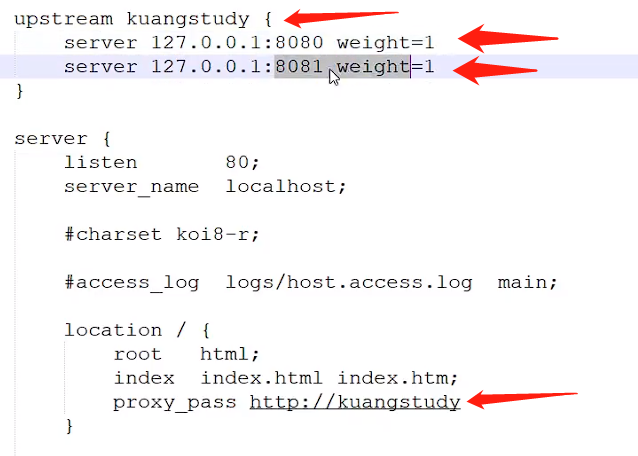 upstream kuangstudy {
    server 127.0.0.1:8080 weight=1
    server 127.0.0.1:8081 weight=1
}
server {
    listen       80;
    server_name  localhost;
    #charset koi8-r;
    #access_log  logs/host.access.log  main;
    location / {
        root   html;
        index  index.html index.htm;
        proxy_pass http://kuangstudy
    }